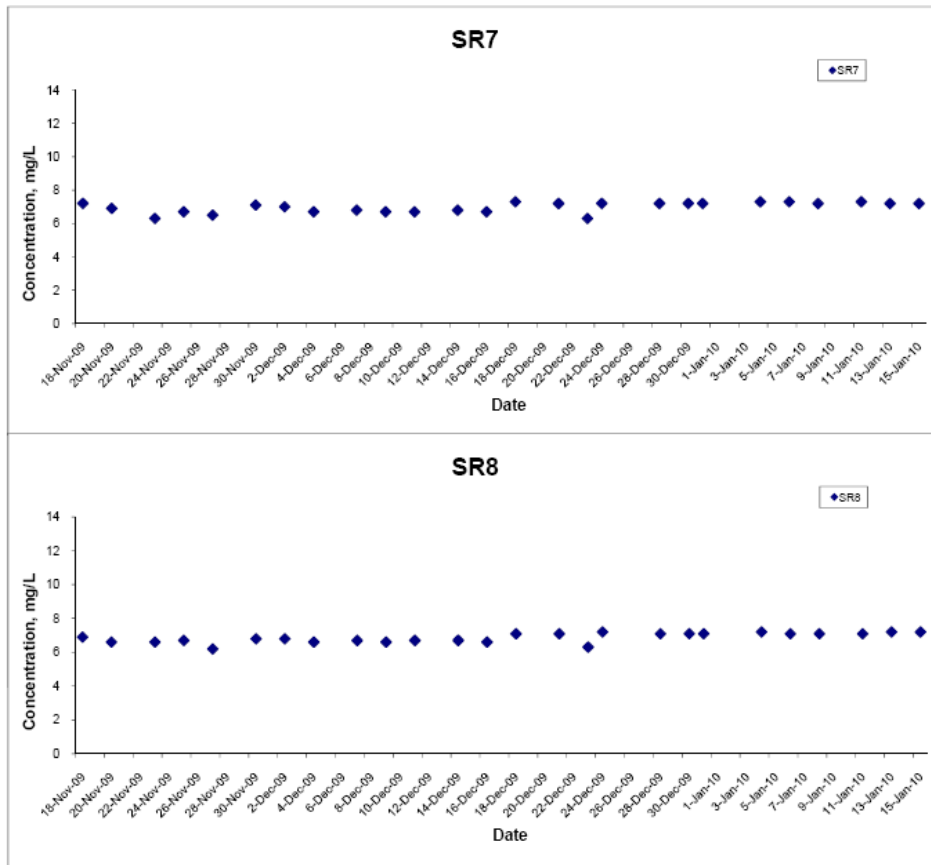 SR7
SR7
14
12
10
8
6
4
2
0
Concentration, mg/L
18-Nov-09
20-Nov-09
22-Nov-09
24-Nov-09
26-Nov-09
28-Nov-09
30-Nov-09
2-Dec-09
4-Dec-09
6-Dec-09
8-Dec-09
10-Dec-09
12-Dec-09
14-Dec-09
16-Dec-09
18-Dec-09
20-Dec-09
22-Dec-09
24-Dec-09
26-Dec-09
28-Dec-09
30-Dec-09
1-Jan-10
3-Jan-10
5-Jan-10
7-Jan-10
9-Jan-10
11-Jan-10
13-Jan-10
15-Jan-10
Date
SR8
SR8
14
12
10
8
6
4
2
0
Concentration, mg/L
18-Nov-09
20-Nov-09
22-Nov-09
24-Nov-09
26-Nov-09
28-Nov-09
30-Nov-09
2-Dec-09
4-Dec-09
6-Dec-09
8-Dec-09
10-Dec-09
12-Dec-09
14-Dec-09
16-Dec-09
18-Dec-09
20-Dec-09
22-Dec-09
24-Dec-09
26-Dec-09
28-Dec-09
30-Dec-09
1-Jan-10
3-Jan-10
5-Jan-10
7-Jan-10
9-Jan-10
11-Jan-10
13-Jan-10
15-Jan-10
Date